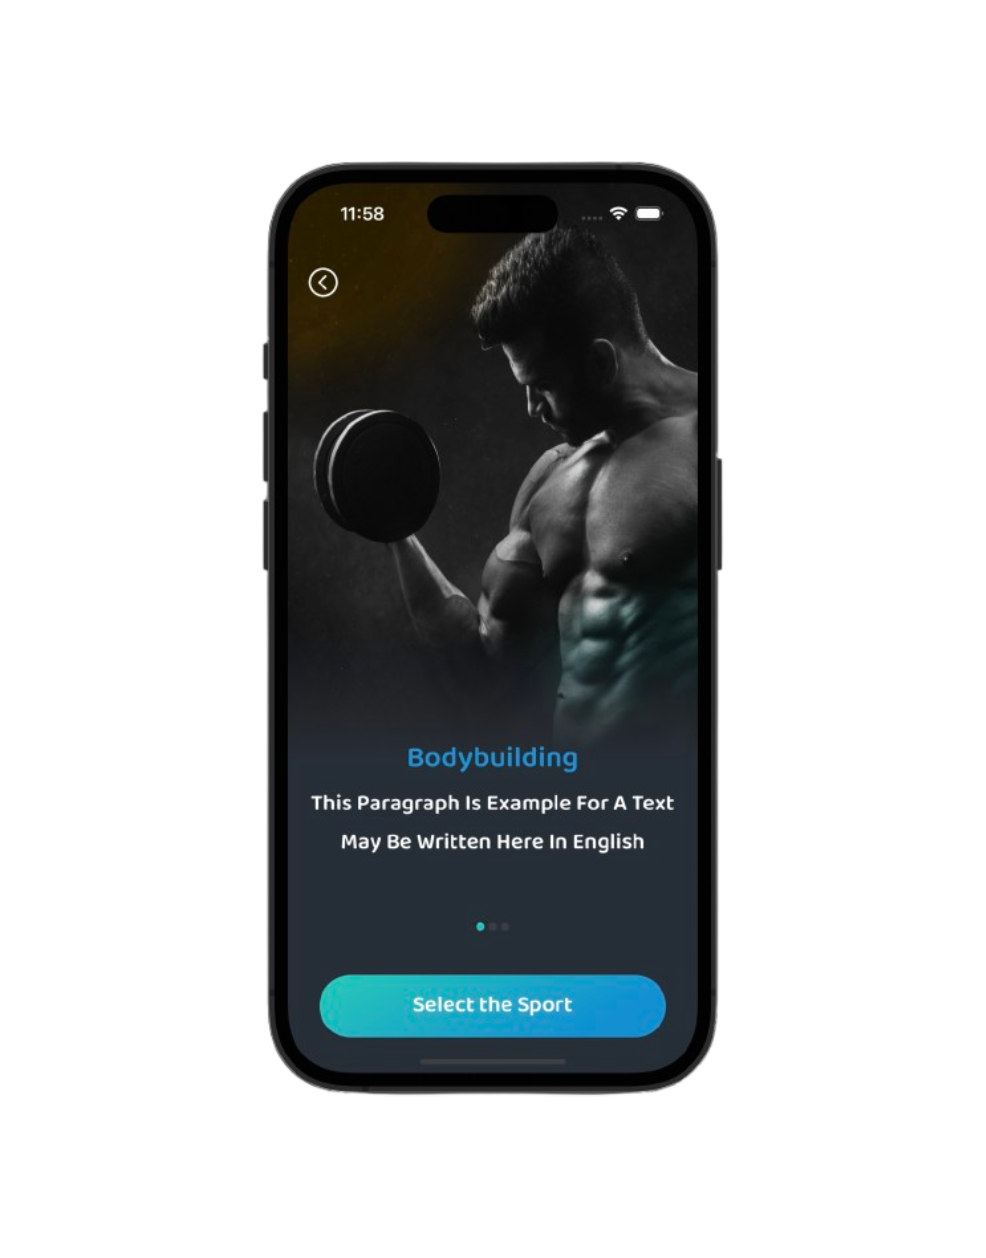 11:58
Bodybuilding
This Paragraph Is Example For A Text
May Be Written Here In English
Select the Sport